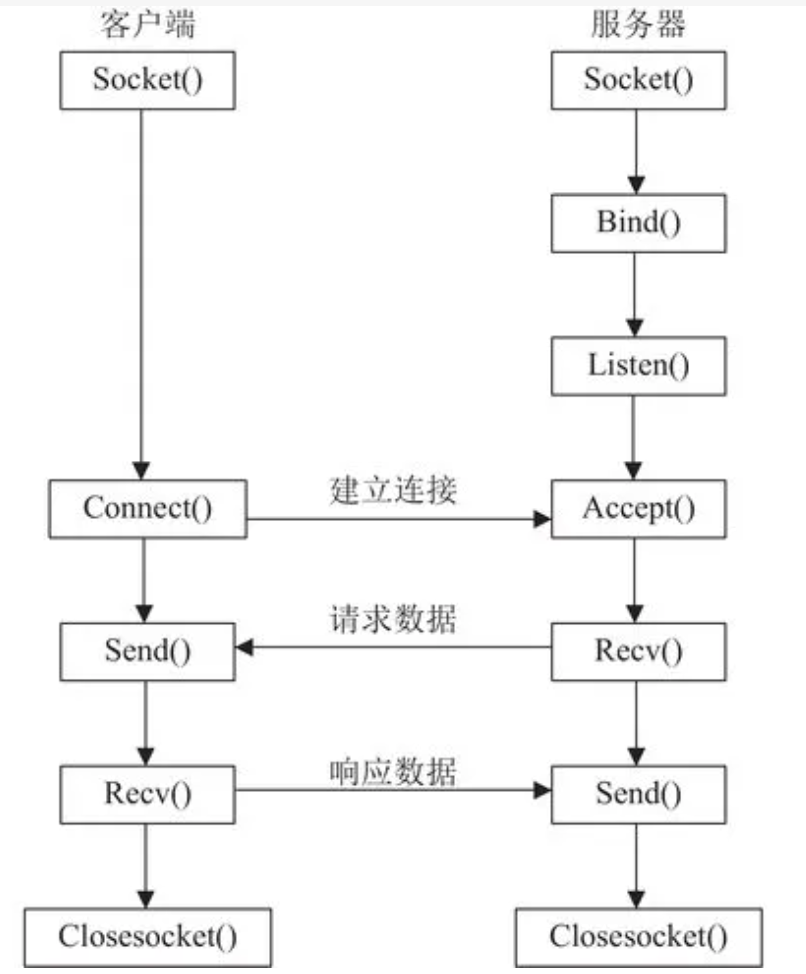 客户端 服务器
Socket() Socket()
Bind()
Listen()
建立连接
Connect() Accept()
请求数据
Send() Recv()
响应数据
Recv() Send()
Closesocket() Closesocket()